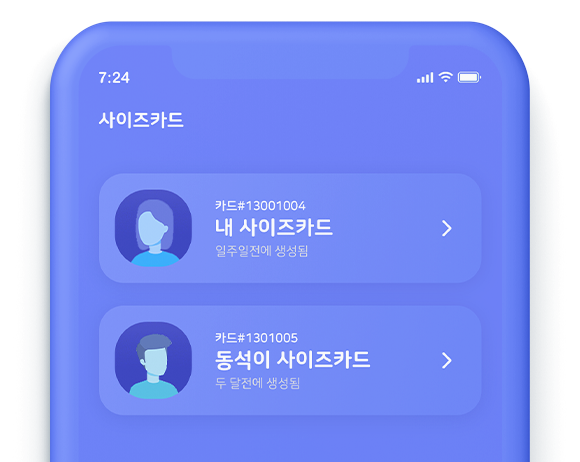 7:24
사이즈카드
카드#13001004
내 사이즈카드
일주일전에 생성됨
카드#1301005
동석이 사이즈카드
두 달전에 생성됨